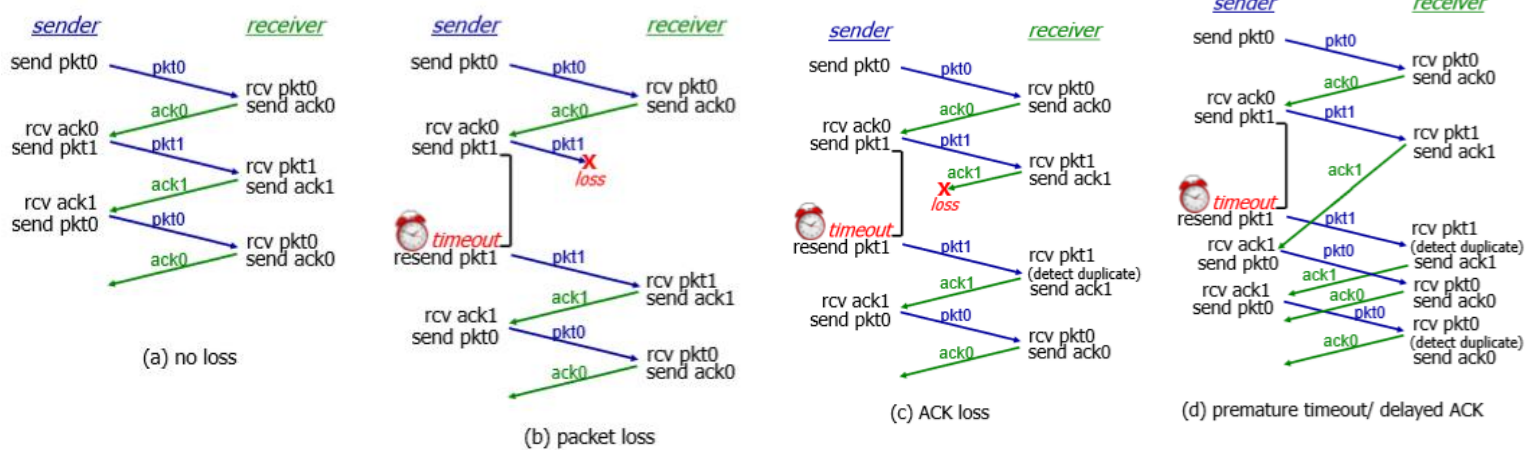 sender receiver
send pkt0
pkt0
rcv pkt0
send ack0
ack0
rcv ack0
send pkt1
pkt1
rcv pkt1
send ack1
ack1
rcv ack1
send pkt0
pkt0
rcv pkt0
send ack0
ack0
(a) no loss
sender receiver
send pkt0
pkt0
rcv pkt0
send ack0
ack0
rcv ack0
send pkt1
pkt1
X
loss
timeout
resend pkt1
pkt1
rcv pkt1
send ack1
ack1
rcv ack1
send pkt0
pkt0
rcv pkt0
send ack0
ack0
(b) packet loss
sender receiver
send pkt0
pkt0
rcv pkt0
send ack0
ack0
rcv ack0
send pkt1
pkt1
rcv pkt1
send ack1
ack1
X
loss
timeout
resend pkt1
pkt1
rcv pkt1
(detect duplicate)
send ack1
ack1
rcv ack1
send pkt0
pkt0
rcv pkt0
send ack0
ack0
(c) ACK loss
sender receiver
send pkt0
pkt0
rcv pkt0
send ack0
ack0
rcv ack0
send pkt1
pkt1
rcv pkt1
send ack1
ack1
timeout
resend pkt1
pkt1
rcv pkt1
(detect duplicate)
send ack1
rcv ack1
send pkt0
pkt0
ack1
rcv pkt0
send ack0
rcv ack1
send pkt0
ack0
pkt0
rcv pkt0
(detect duplicate)
send ack0
ack0
(d) premature timeout/ delayed ACK